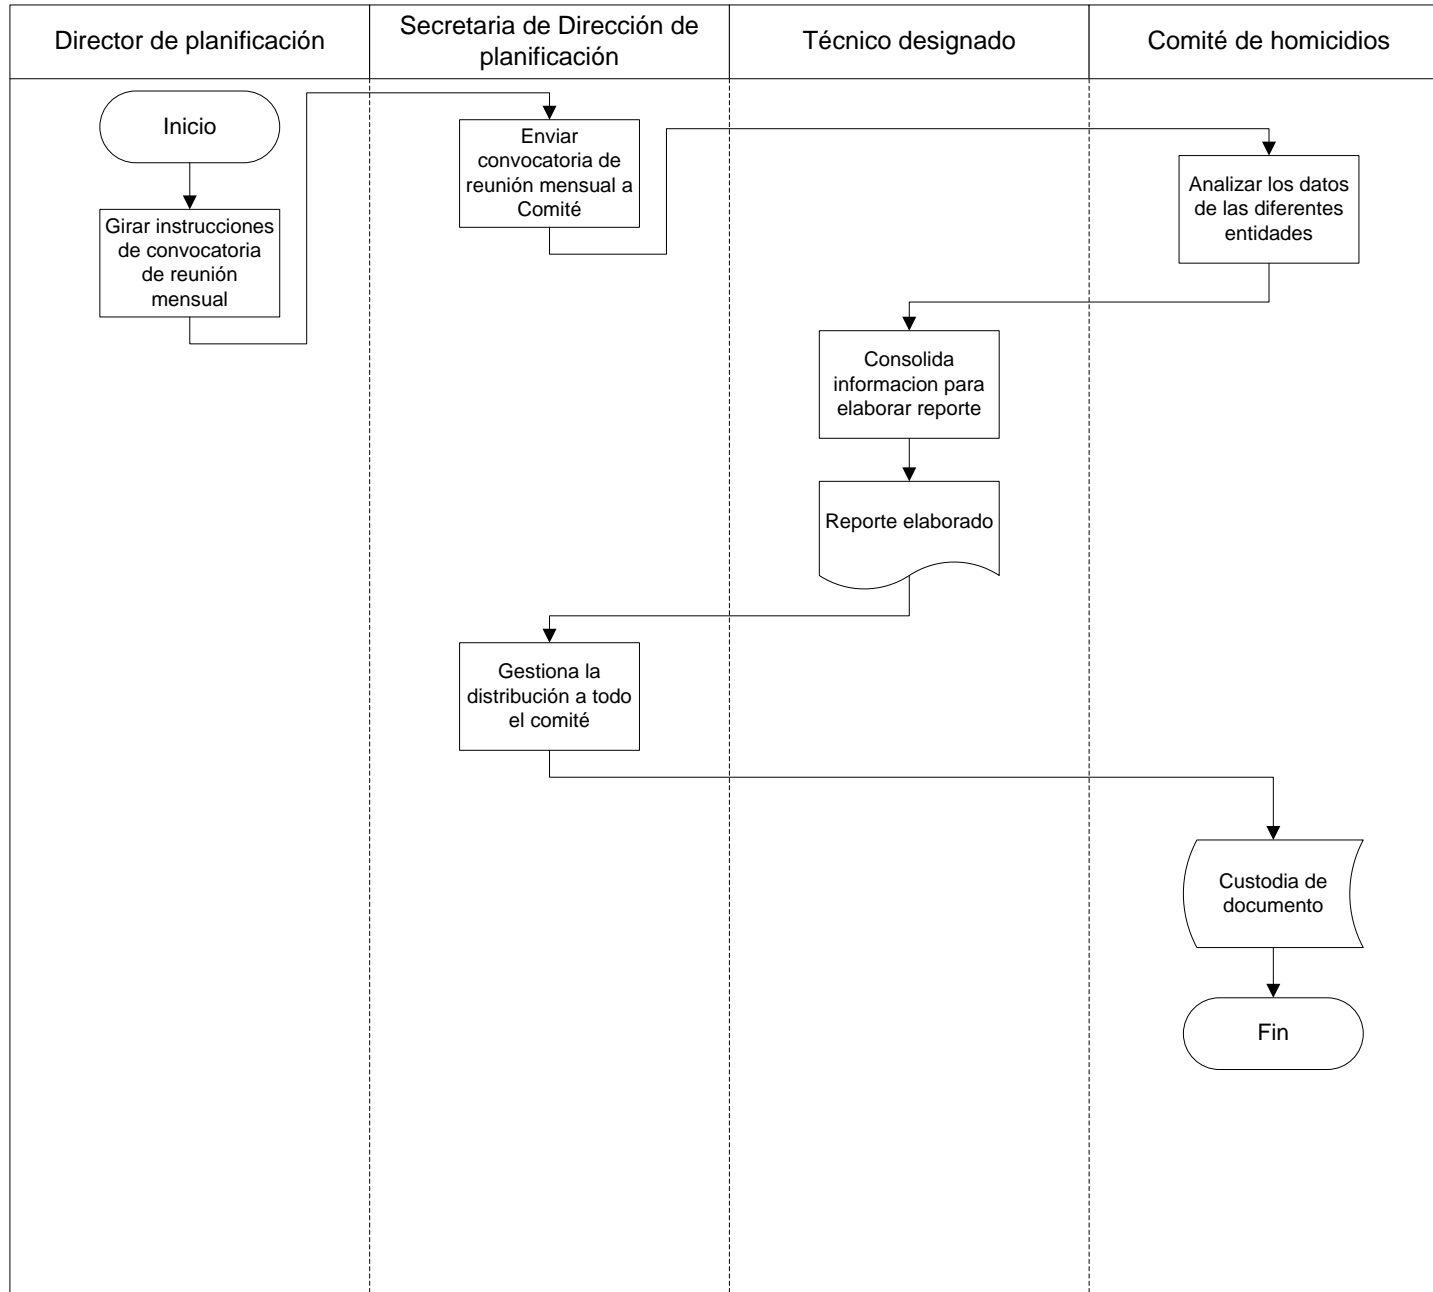 Director de planificación
Secretaria de Dirección de
planificación
Técnico designado
Comité de homicidios
Inicio
Girar instrucciones
de convocatoria
de reunión
mensual
Enviar
convocatoria de
reunión mensual a
Comité
Analizar los datos
de las diferentes
entidades
Consolida
informacion para
elaborar reporte
Reporte elaborado
Gestiona la
distribución a todo
el comité
Custodia de
documento
Fin